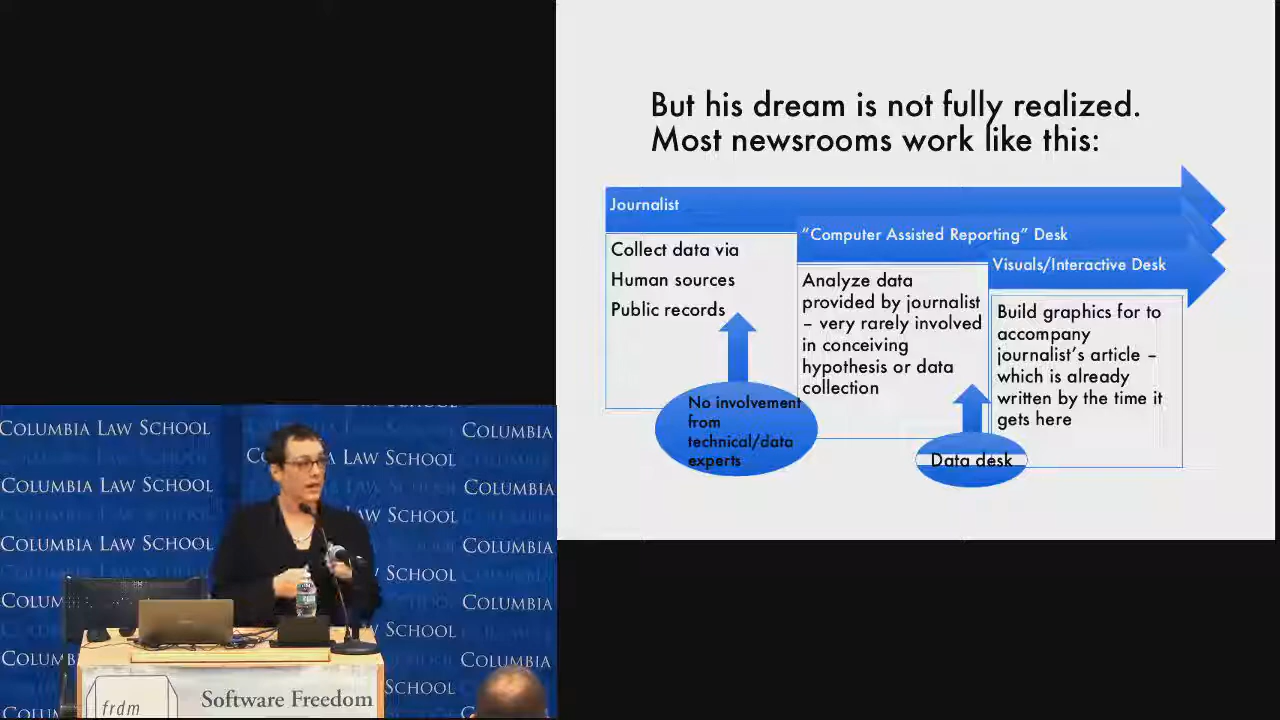 But his dream is not fully realized.
Most newsrooms work like this:
Journalist
Collect data via
Human sources
Public records
No involvement
from
technical/data
experts
“Computer Assisted Reporting” Desk
Analyze data
provided by journalist
– very rarely involved
in conceiving
hypothesis or data
collection
Data desk
Visuals/Interactive Desk
Build graphics for to
accompany
journalist’s article –
which is already
written by the time it
gets here
COLUMBIA LAW SCHOOL
COLUMBIA
LAW SCHOOL
COLUMBIA LAW SCHOOL
COLUMBIA
LAW SCHOOL
COLUMBIA LAW SCHOOL
LAW SCHOOL
COLUMBIA
LAW SCHOOL
COLUMBIA
LAW SCHOOL
COLUMBIA
SCHOOL
COLUMBIA
frdm
Software Freedom